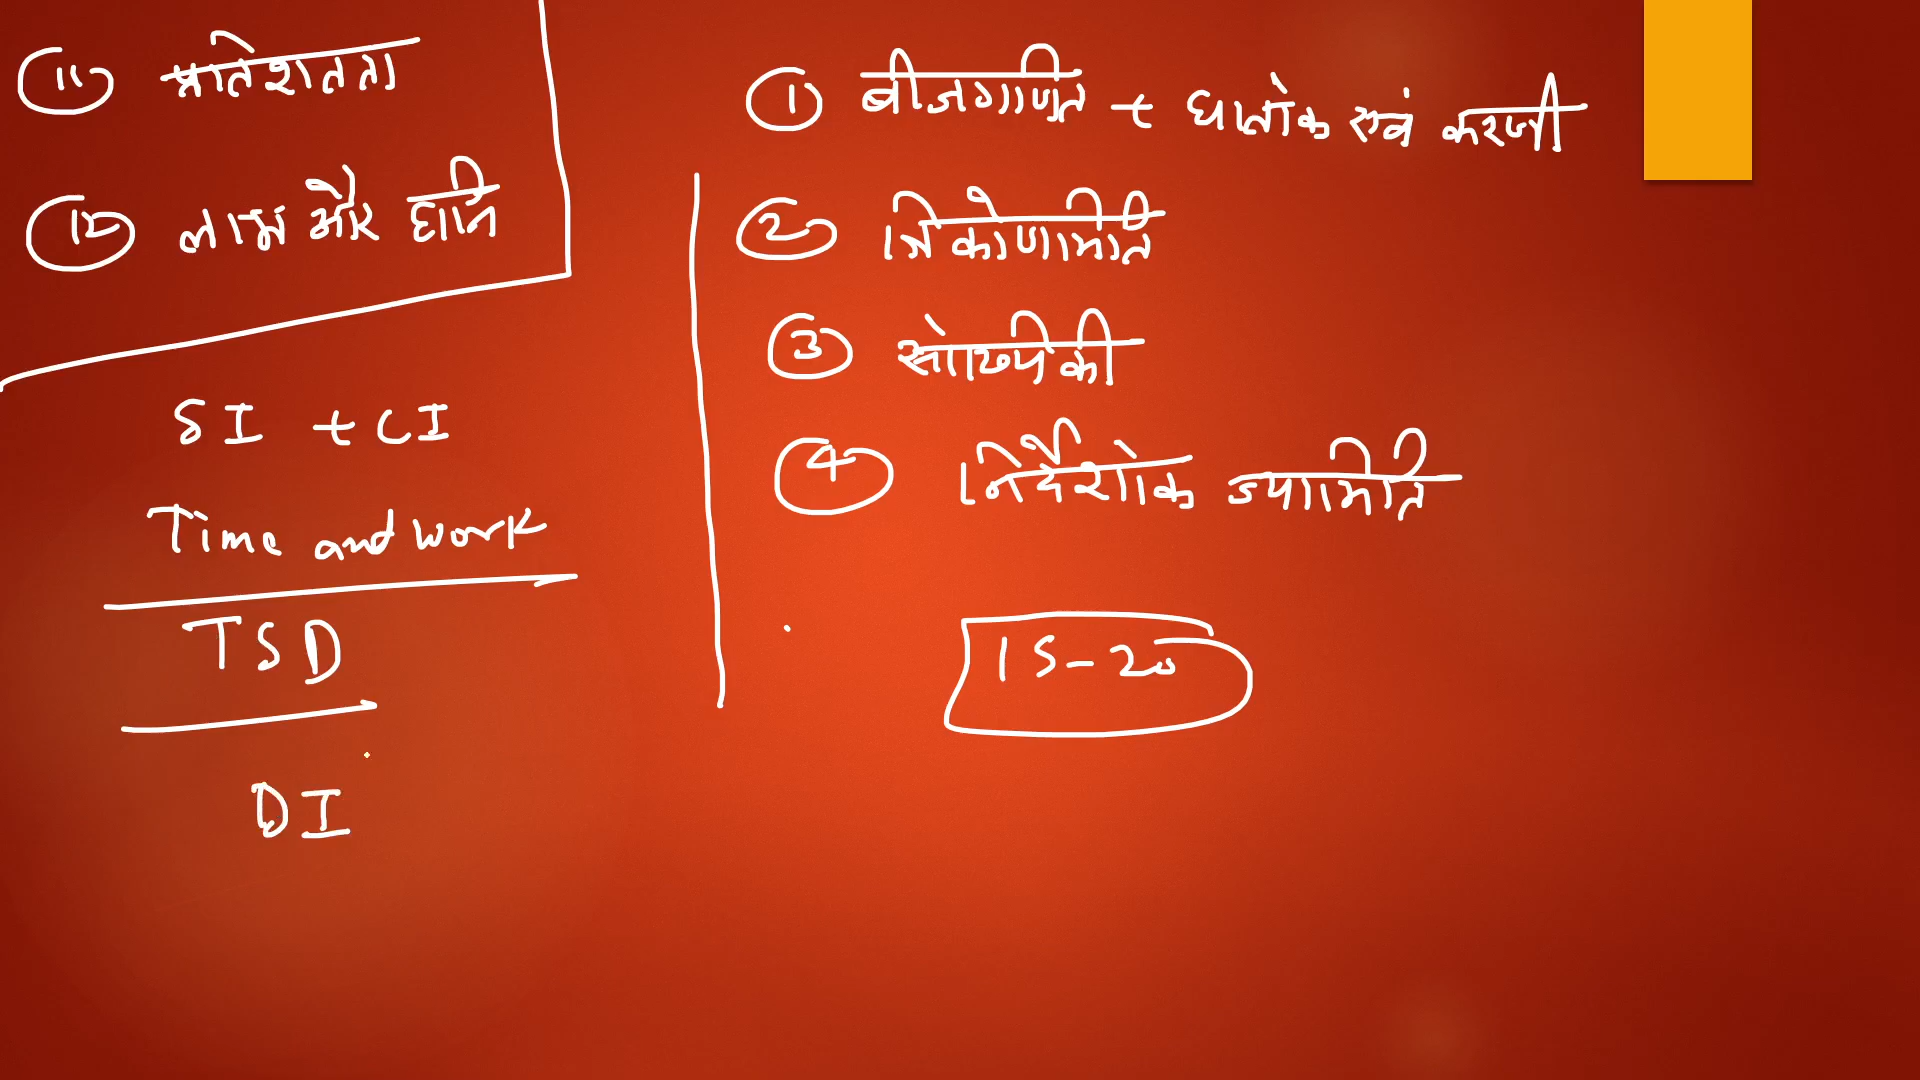 11 प्रतिशतता
12 लाभ और हानि
SI + CI
Time and work
TSD
DI
1 बीजगणित + घातांक एवं करणी
2 त्रिकोणमिति
3 सांख्यिकी
4 निर्देशांक ज्यामिति
15-20